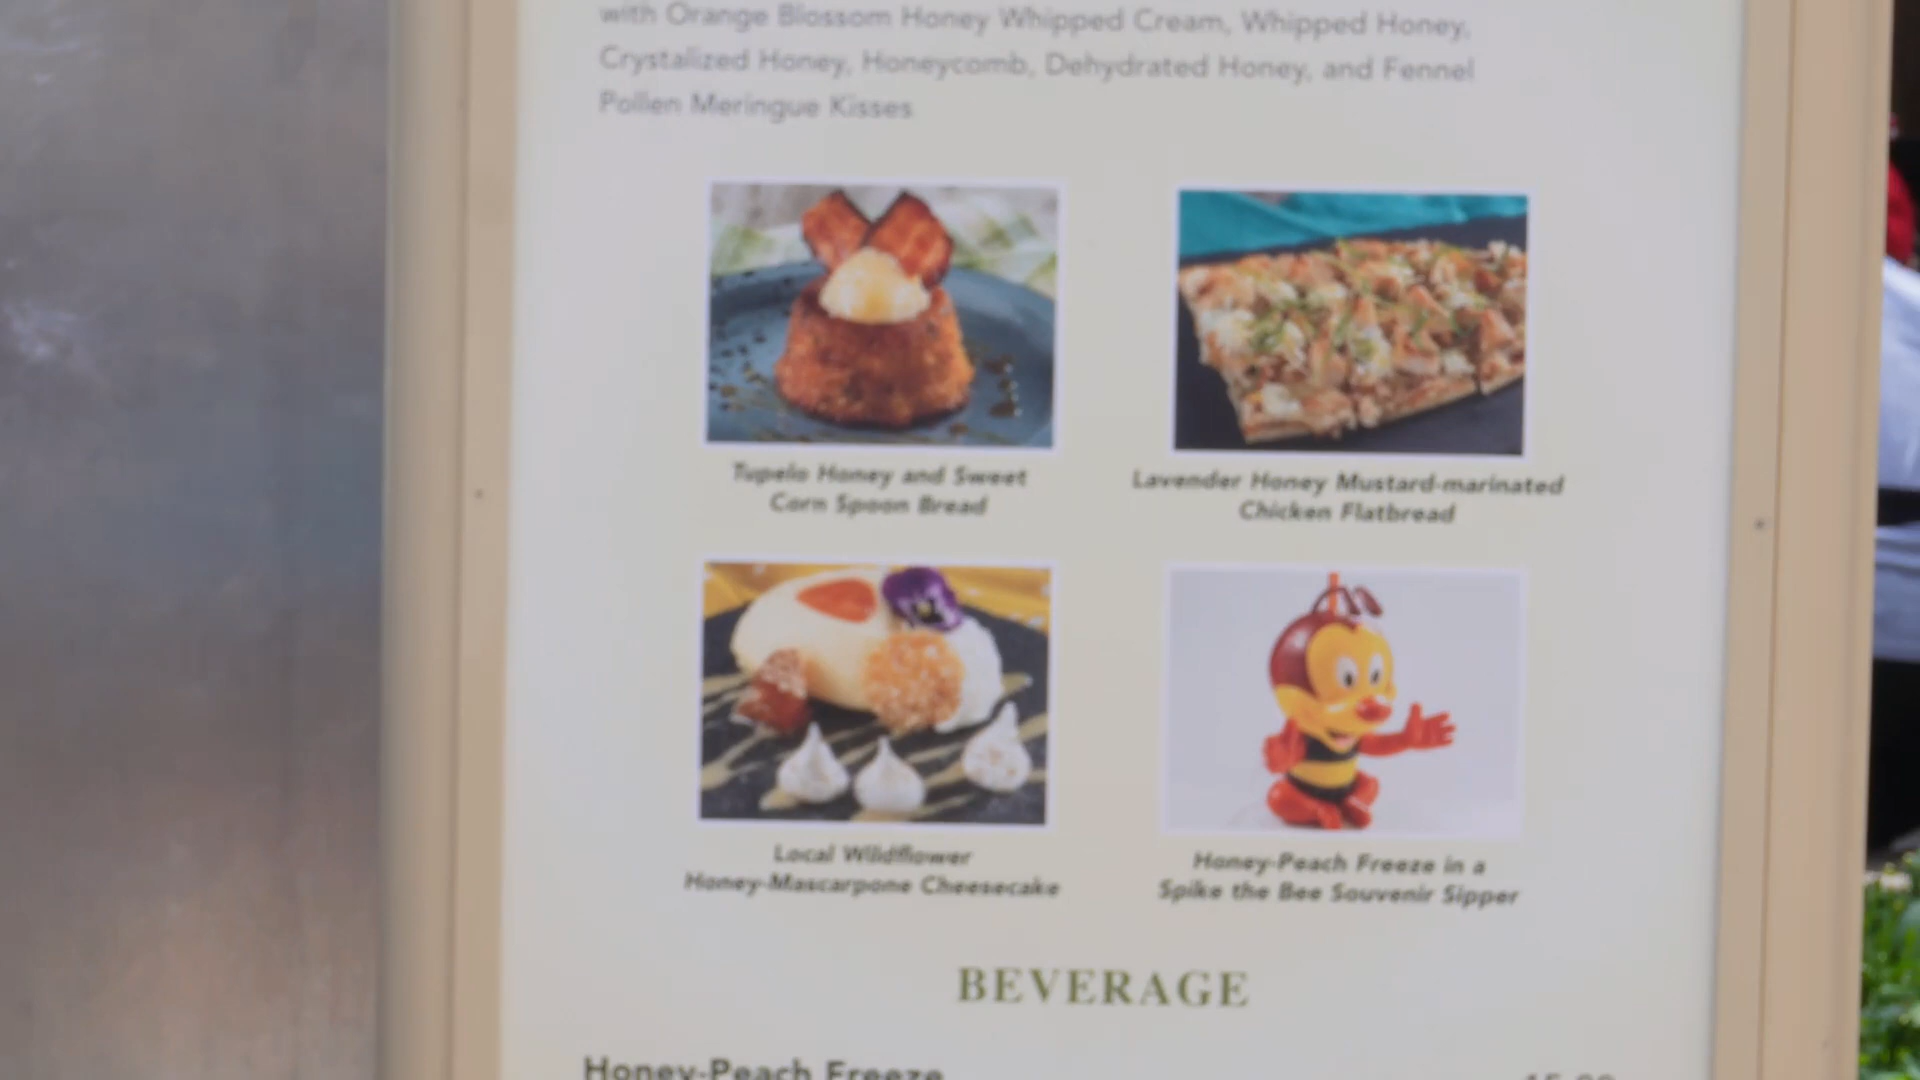 with Orange Blossom Honey Whipped Cream, Whipped Honey,
Crystalized Honey, Honeycomb, Dehydrated Honey, and Fennel
Pollen Meringue Kisses
Tupelo Honey and Sweet
Corn Spoon Bread
Lavender Honey Mustard-marinated
Chicken Flatbread
Local Wildflower
Honey-Mascarpone Cheesecake
Honey-Peach Freeze in a
Spike the Bee Souvenir Sipper
BEVERAGE
Honey-Peach Freeze